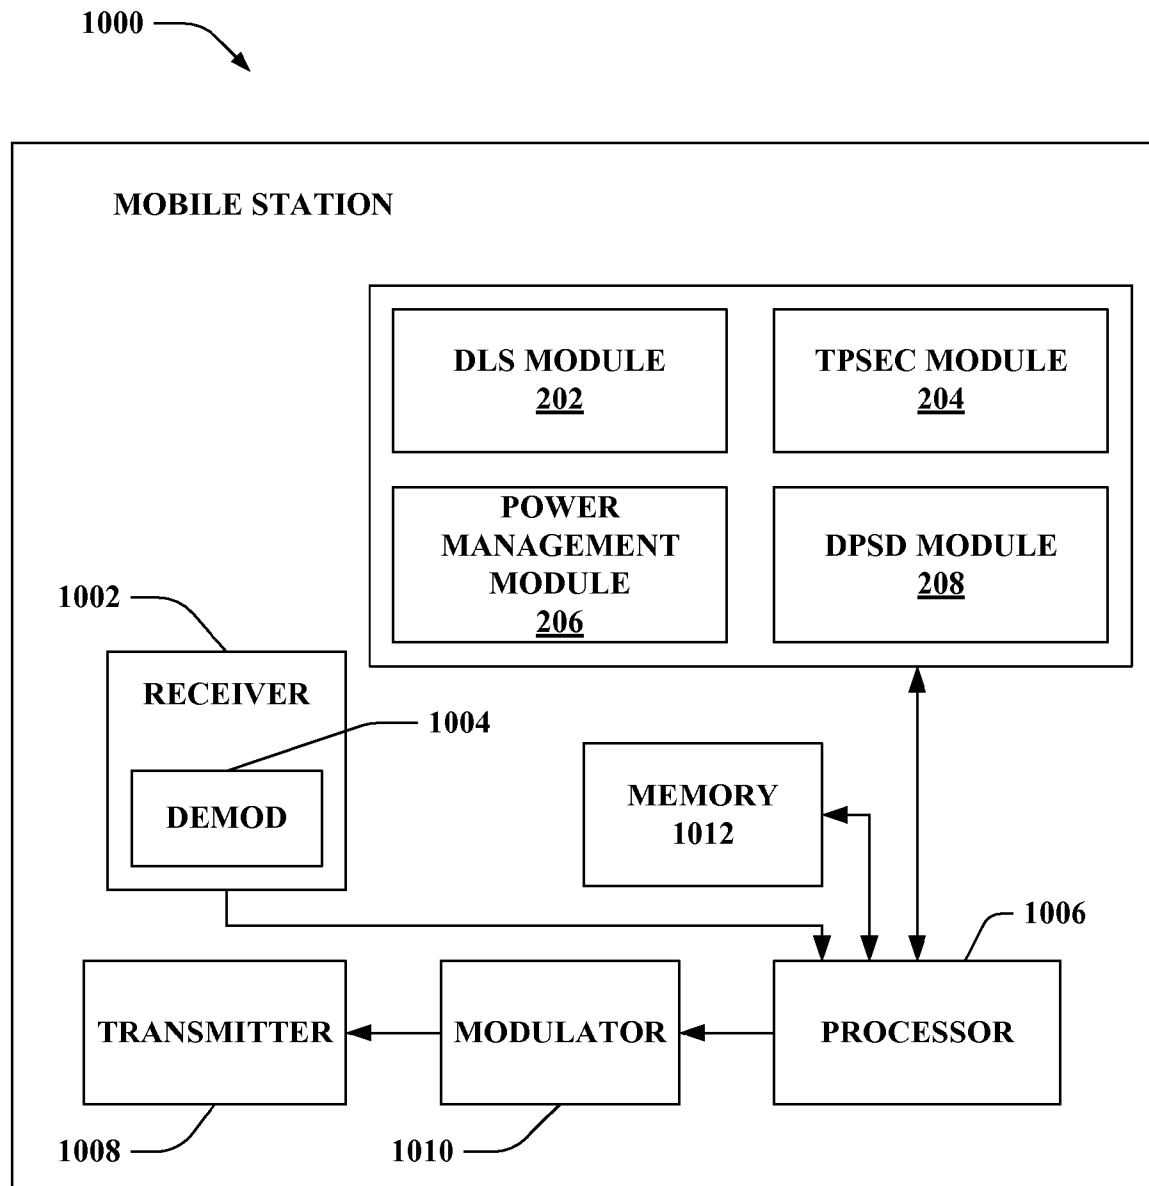 1000
MOBILE STATION
DLS MODULE
202
TPSEC MODULE
204
POWER
MANAGEMENT
MODULE
206
DPSD MODULE
208
1002
RECEIVER
1004
DEMOD
MEMORY
1012
1006
TRANSMITTER
MODULATOR
PROCESSOR
1008
1010